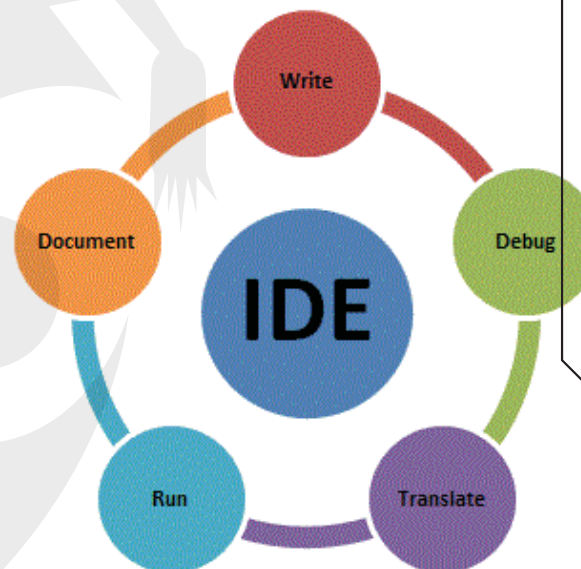 Write
Document
Debug
IDE
Run
Translate